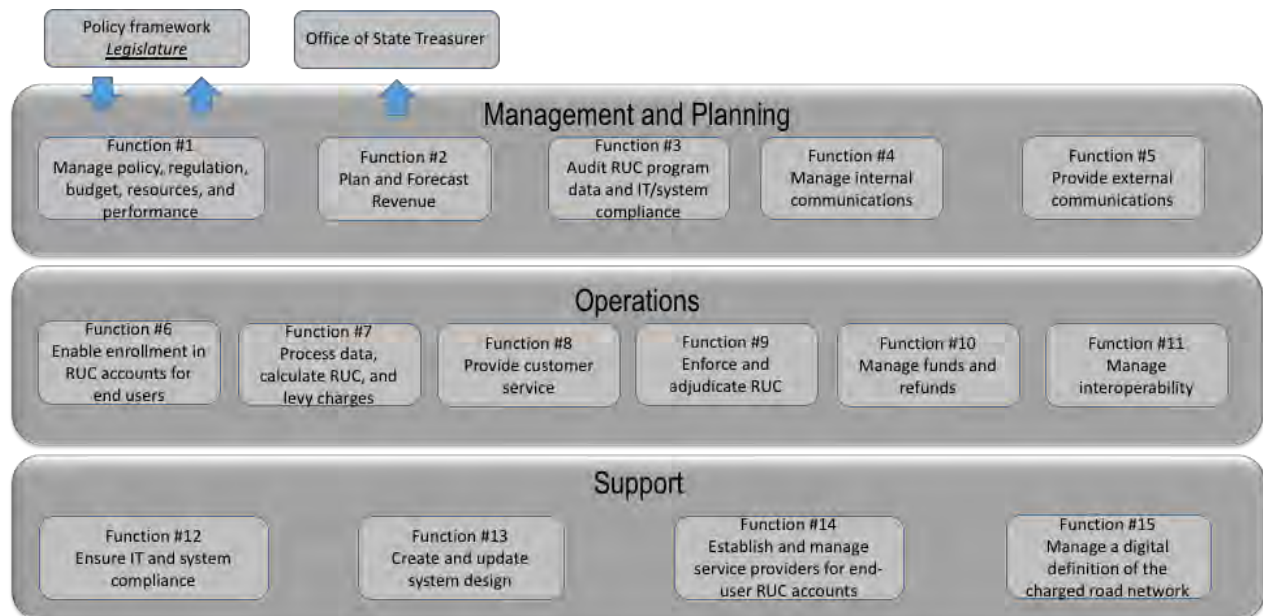 Policy framework
Legislature
Office of State Treasurer
Management and Planning
Function #1
Manage policy, regulation,
budget, resources, and
performance
Function #2
Plan and Forecast
Revenue
Function #3
Audit RUC program
data and IT/system
compliance
Function #4
Manage internal
communications
Function #5
Provide external
communications
Operations
Function #6
Enable enrollment in
RUC accounts for
end users
Function #7
Process data,
calculate RUC, and
levy charges
Function #8
Provide customer
service
Function #9
Enforce and
adjudicate RUC
Function #10
Manage funds and
refunds
Function #11
Manage
interoperability
Support
Function #12
Ensure IT and system
compliance
Function #13
Create and update
system design
Function #14
Establish and manage
service providers for end-
user RUC accounts
Function #15
Manage a digital
definition of the
charged road network